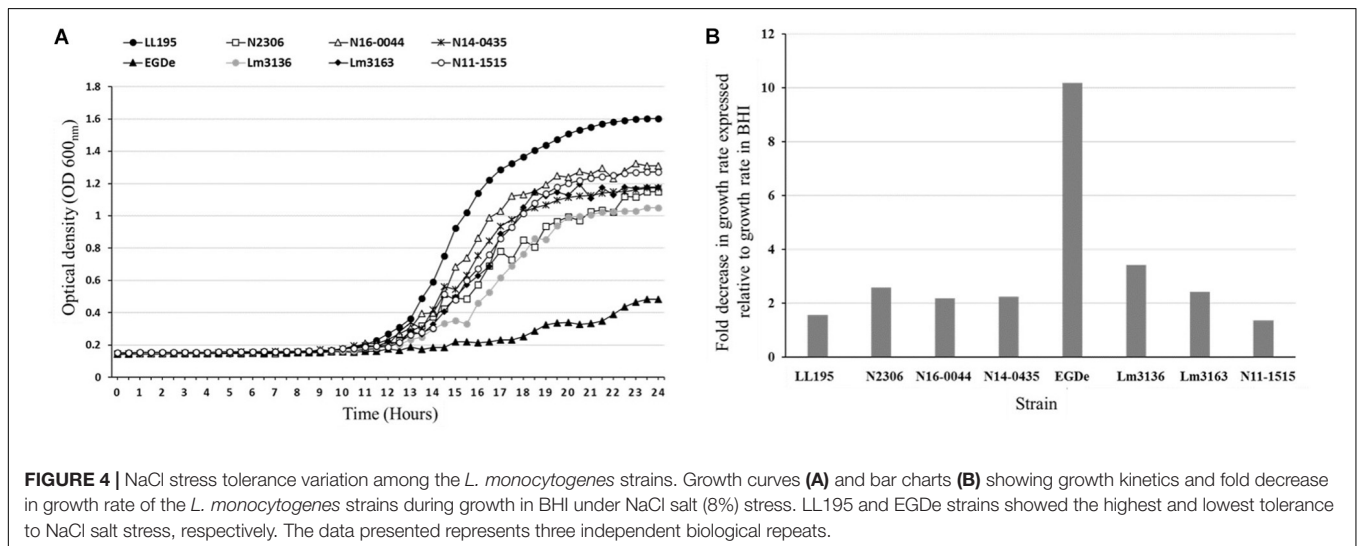 A
LL195 N2306 N16-0044 N14-0435
EGDe Lm3136 Lm3163 N11-1515
Optical density (OD 600nm)
1.8
1.6
1.4
1.2
1
0.8
0.6
0.4
0.2
0
0 1 2 3 4 5 6 7 8 9 10 11 12 13 14 15 16 17 18 19 20 21 22 23 24
Time (Hours)
B
Fold decrease in growth rate expressed
relative to growth rate in BHI
12
10
8
6
4
2
0
LL195 N2306 N16-0044 N14-0435 EGDe Lm3136 Lm3163 N11-1515
Strain
FIGURE 4 | NaCl stress tolerance variation among the L. monocytogenes strains. Growth curves (A) and bar charts (B) showing growth kinetics and fold decrease
in growth rate of the L. monocytogenes strains during growth in BHI under NaCl salt (8%) stress. LL195 and EGDe strains showed the highest and lowest tolerance
to NaCl salt stress, respectively. The data presented represents three independent biological repeats.